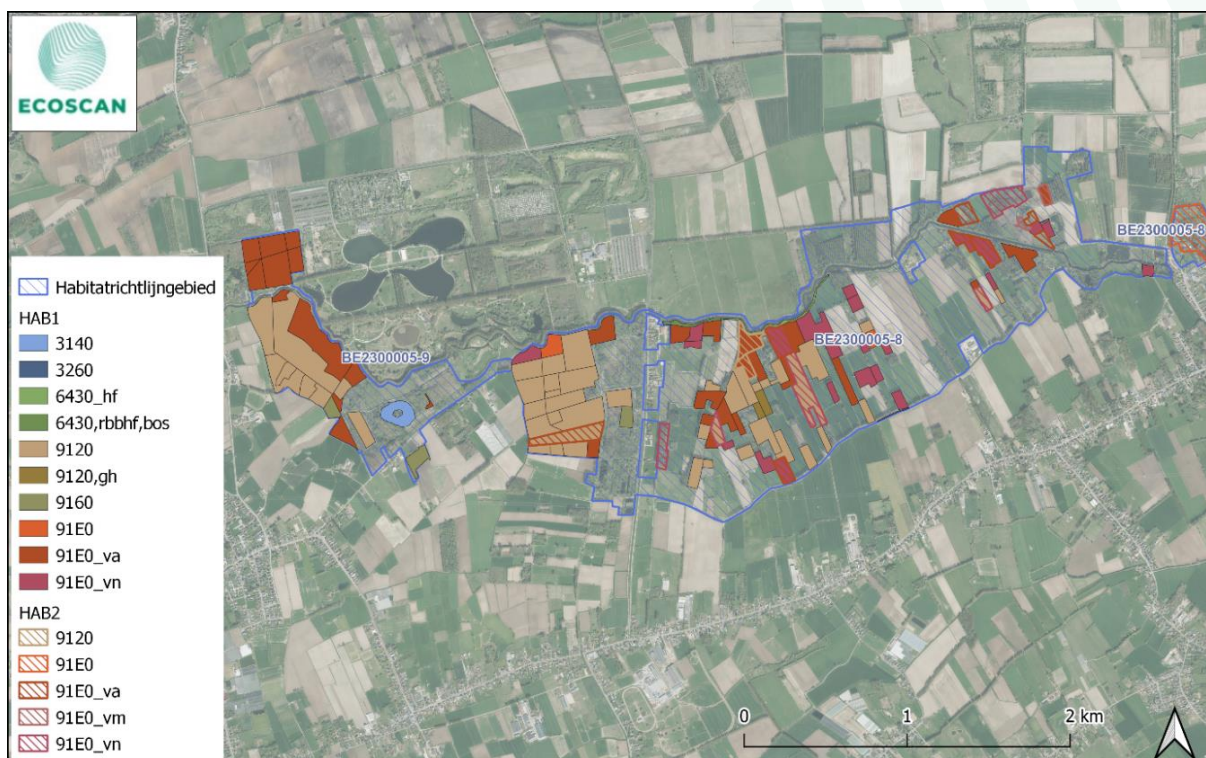 ECOSCAN
BE2300005-8
BE2300005-9
BE2300005-8
Habitatrichtlijngebied
HAB1
3140
3260
6430_hf
6430,rbbhf,bos
9120
9120,gh
9160
91E0
91E0_va
91E0_vn
HAB2
9120
91E0
91E0_va
91E0_vm
91E0_vn
0 1 2 km